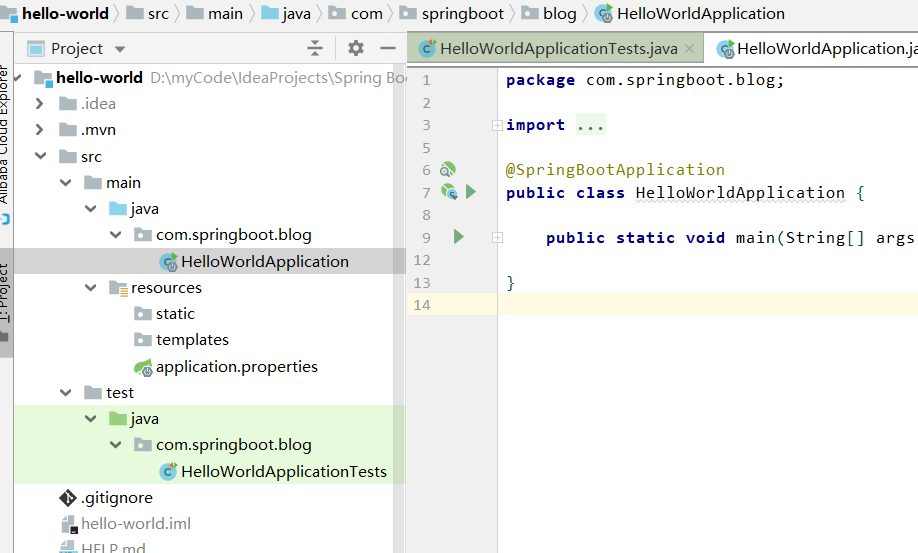 hello-world src main java com springboot blog HelloWorldApplication
Project
HelloWorldApplicationTests.java
HelloWorldApplication.ja
Alibaba Cloud Explorer
1: Project
hello-world D:\myCode\IdeaProjects\Spring Boo
.idea
.mvn
src
main
java
com.springboot.blog
HelloWorldApplication
resources
static
templates
application.properties
test
java
com.springboot.blog
HelloWorldApplicationTests
.gitignore
hello-world.iml
HELP.md
1 package com.springboot.blog;
2
3 import ...
5
6 @SpringBootApplication
7 public class HelloWorldApplication {
8
9 public static void main(String[] args
12
13 }
14